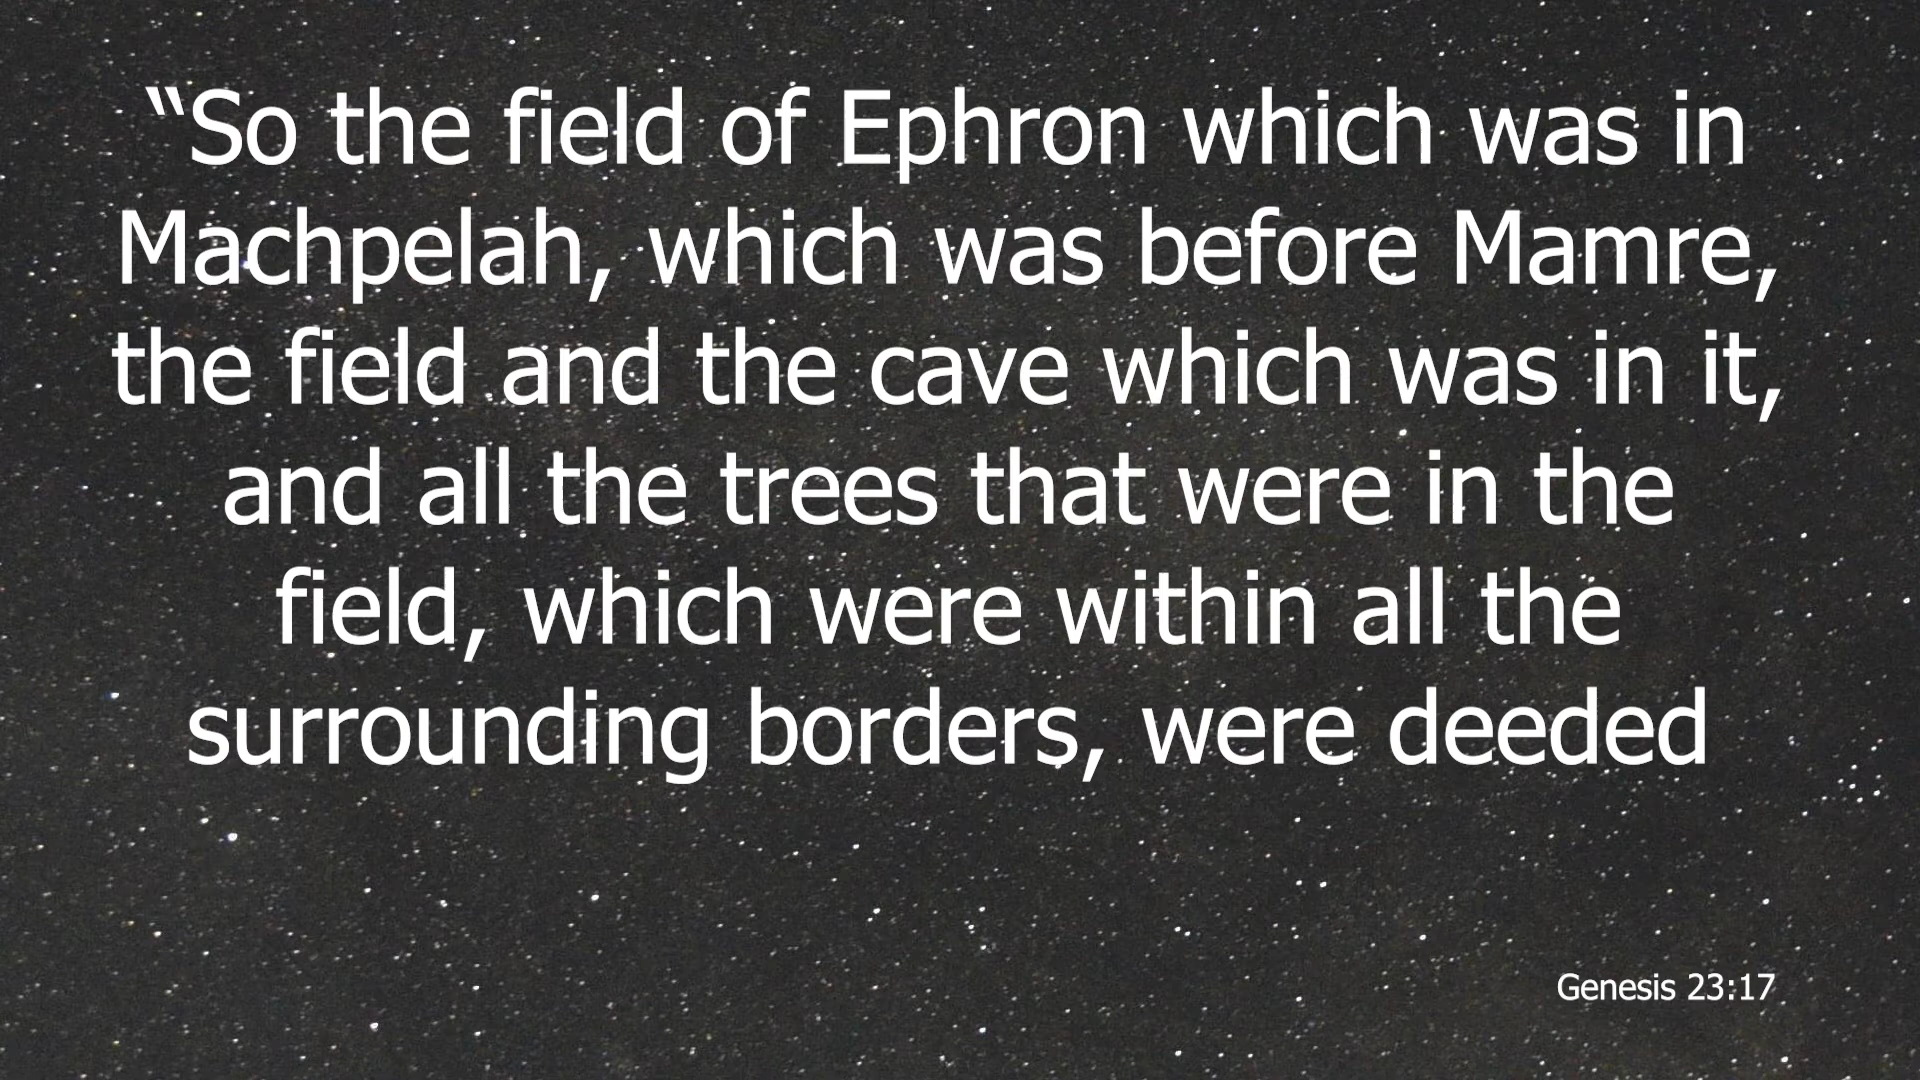 “So the field of Ephron which was in
Machpelah, which was before Mamre,
the field and the cave which was in it,
and all the trees that were in the
field, which were within all the
surrounding borders, were deeded
Genesis 23:17